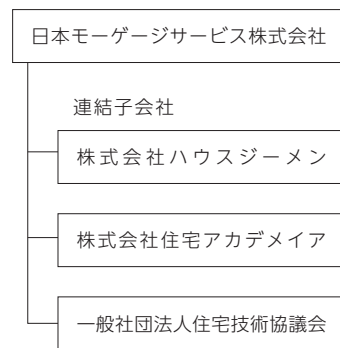 日本モーゲージサービス株式会社
連結子会社
株式会社ハウスジーメン
株式会社住宅アカデメイア
一般社団法人住宅技術協議会